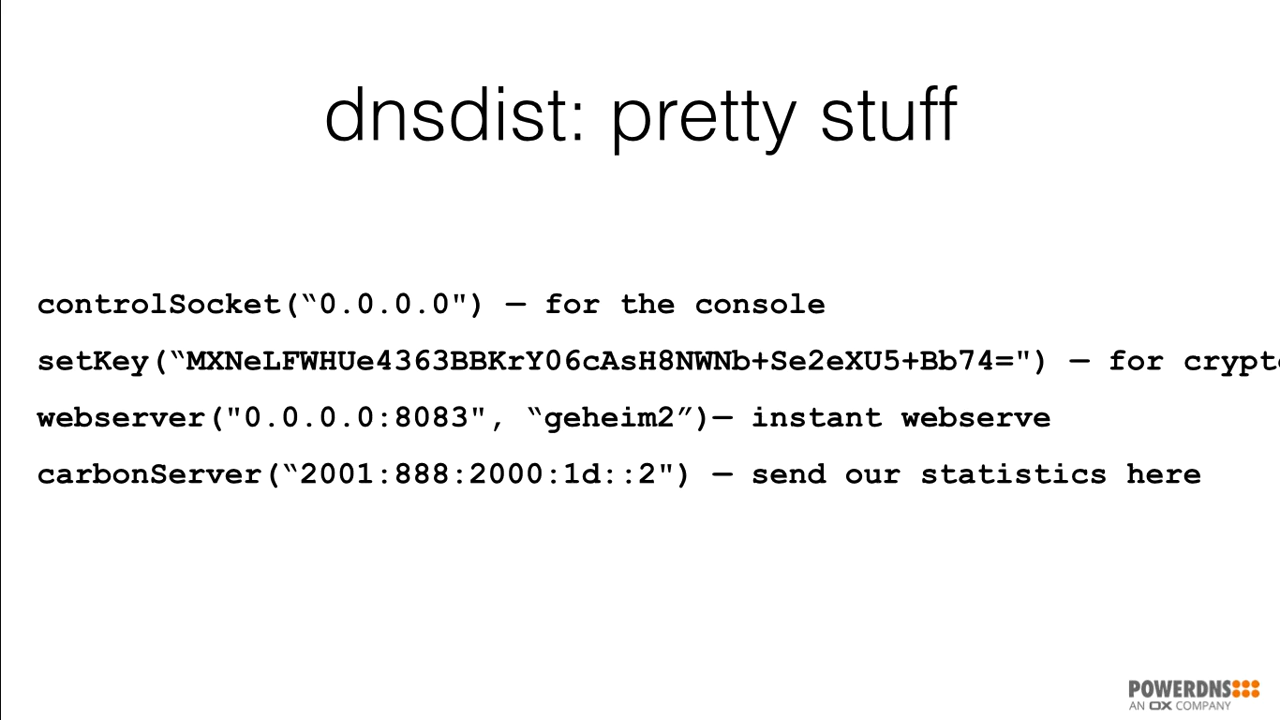 dnsdist: pretty stuff
controlSocket(“0.0.0.0") — for the console
setKey(“MXNeLFWHUe4363BBKrY06cAsH8NWNb+Se2eXU5+Bb74=") — for crypto
webserver("0.0.0.0:8083", “geheim2”)— instant webserve
carbonServer(“2001:888:2000:1d::2") — send our statistics here
POWERDNS
AN OX COMPANY